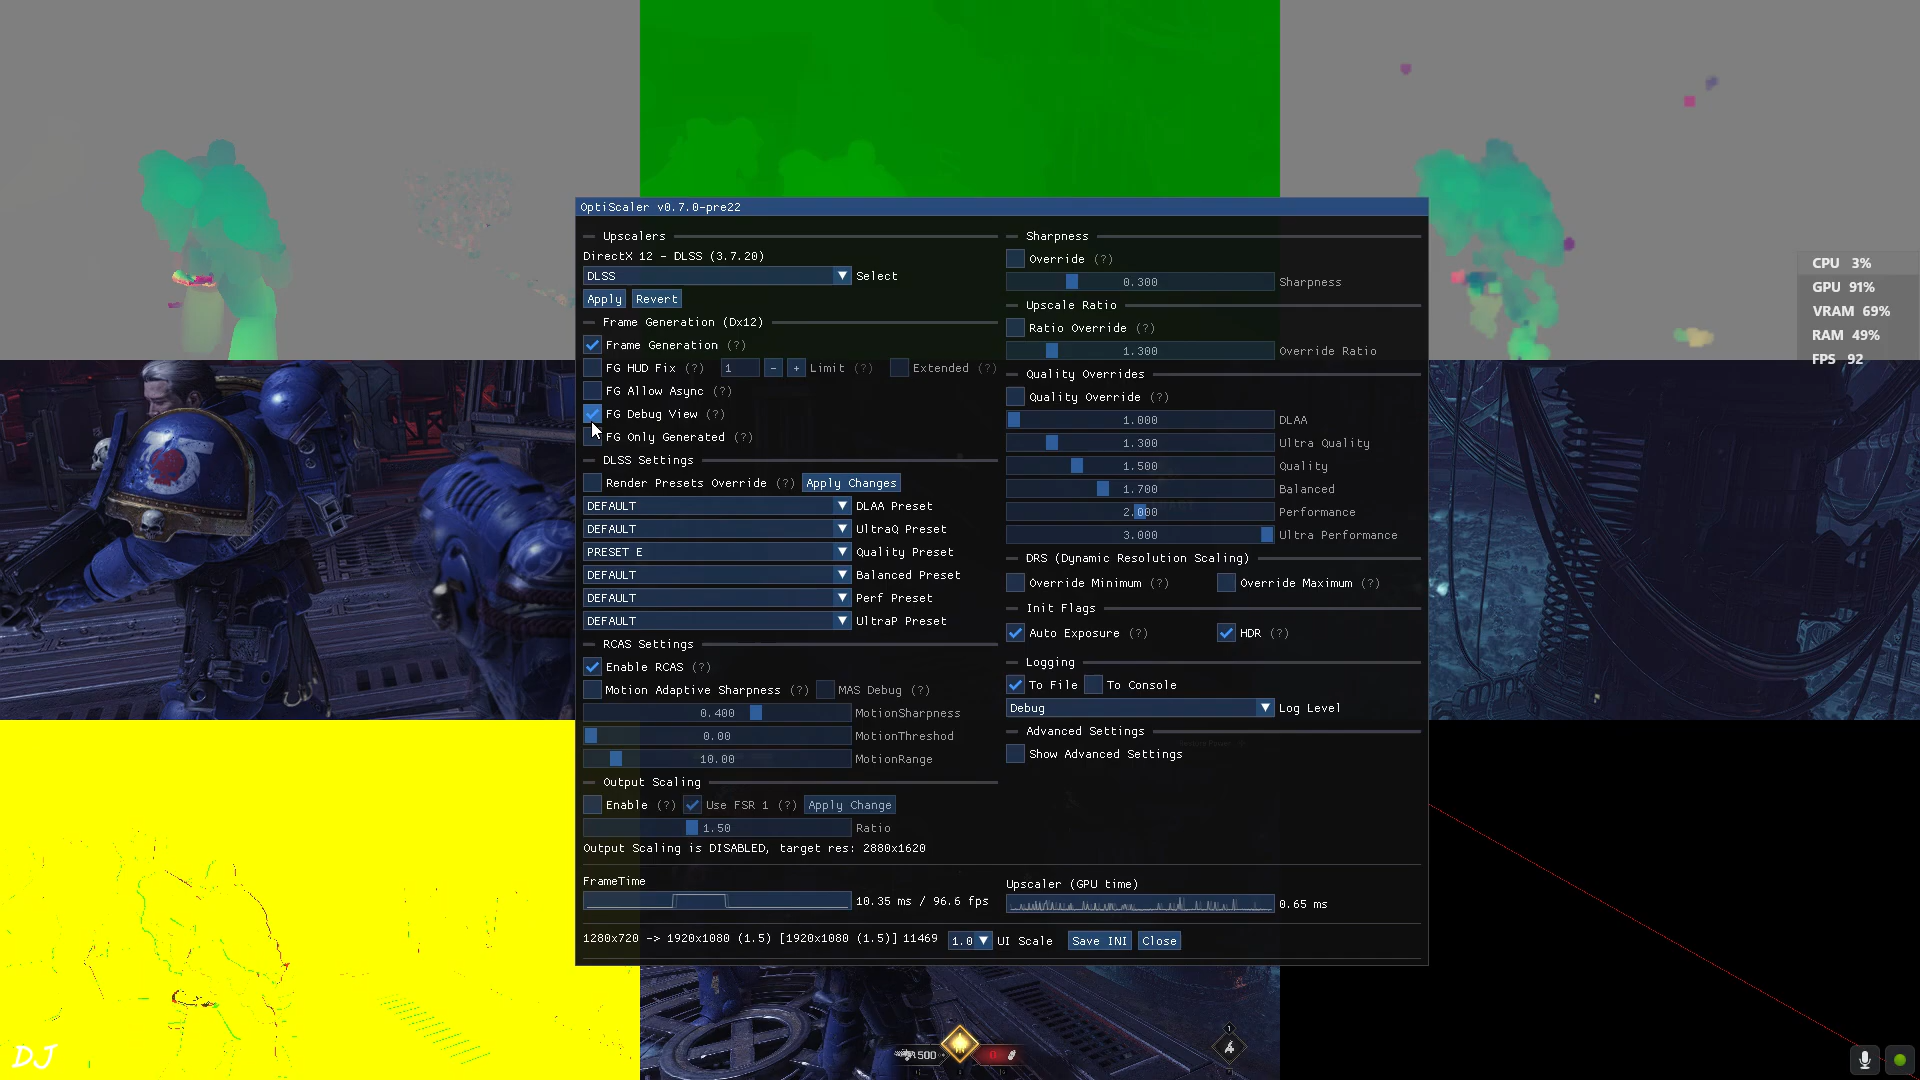 OptiScaler v0.7.0-pre22
Upscalers
DirectX 12 - DLSS (3.7.20)
DLSS Select
Apply Revert
Frame Generation (Dx12)
Frame Generation (?)
FG HUD Fix (?) 1 - + Limit (?) Extended (?)
FG Allow Async (?)
FG Debug View (?)
FG Only Generated (?)
DLSS Settings
Render Presets Override (?) Apply Changes
DEFAULT DLAA Preset
DEFAULT UltraQ Preset
PRESET E Quality Preset
DEFAULT Balanced Preset
DEFAULT Perf Preset
DEFAULT UltraP Preset
RCAS Settings
Enable RCAS (?)
Motion Adaptive Sharpness (?) MAS Debug (?)
0.400 MotionSharpness
0.00 MotionThreshod
10.00 MotionRange
Output Scaling
Enable (?) Use FSR 1 (?) Apply Change
1.50 Ratio
Output Scaling is DISABLED, target res: 2880x1620
FrameTime
10.35 ms / 96.6 fps
Sharpness
Override (?)
0.300 Sharpness
Upscale Ratio
Ratio Override (?)
1.300 Override Ratio
Quality Overrides
Quality Override (?)
1.000 DLAA
1.300 Ultra Quality
1.500 Quality
1.700 Balanced
2.000 Performance
3.000 Ultra Performance
DRS (Dynamic Resolution Scaling)
Override Minimum (?) Override Maximum (?)
Init Flags
Auto Exposure (?) HDR (?)
Logging
To File To Console
Debug Log Level
Advanced Settings
Show Advanced Settings
Upscaler (GPU time)
0.65 ms
1280x720 -> 1920x1080 (1.5) [1920x1080 (1.5)] 11469 1.0 UI Scale Save INI Close
CPU 3%
GPU 91%
VRAM 69%
RAM 49%
FPS 92
500 0
1
DJ